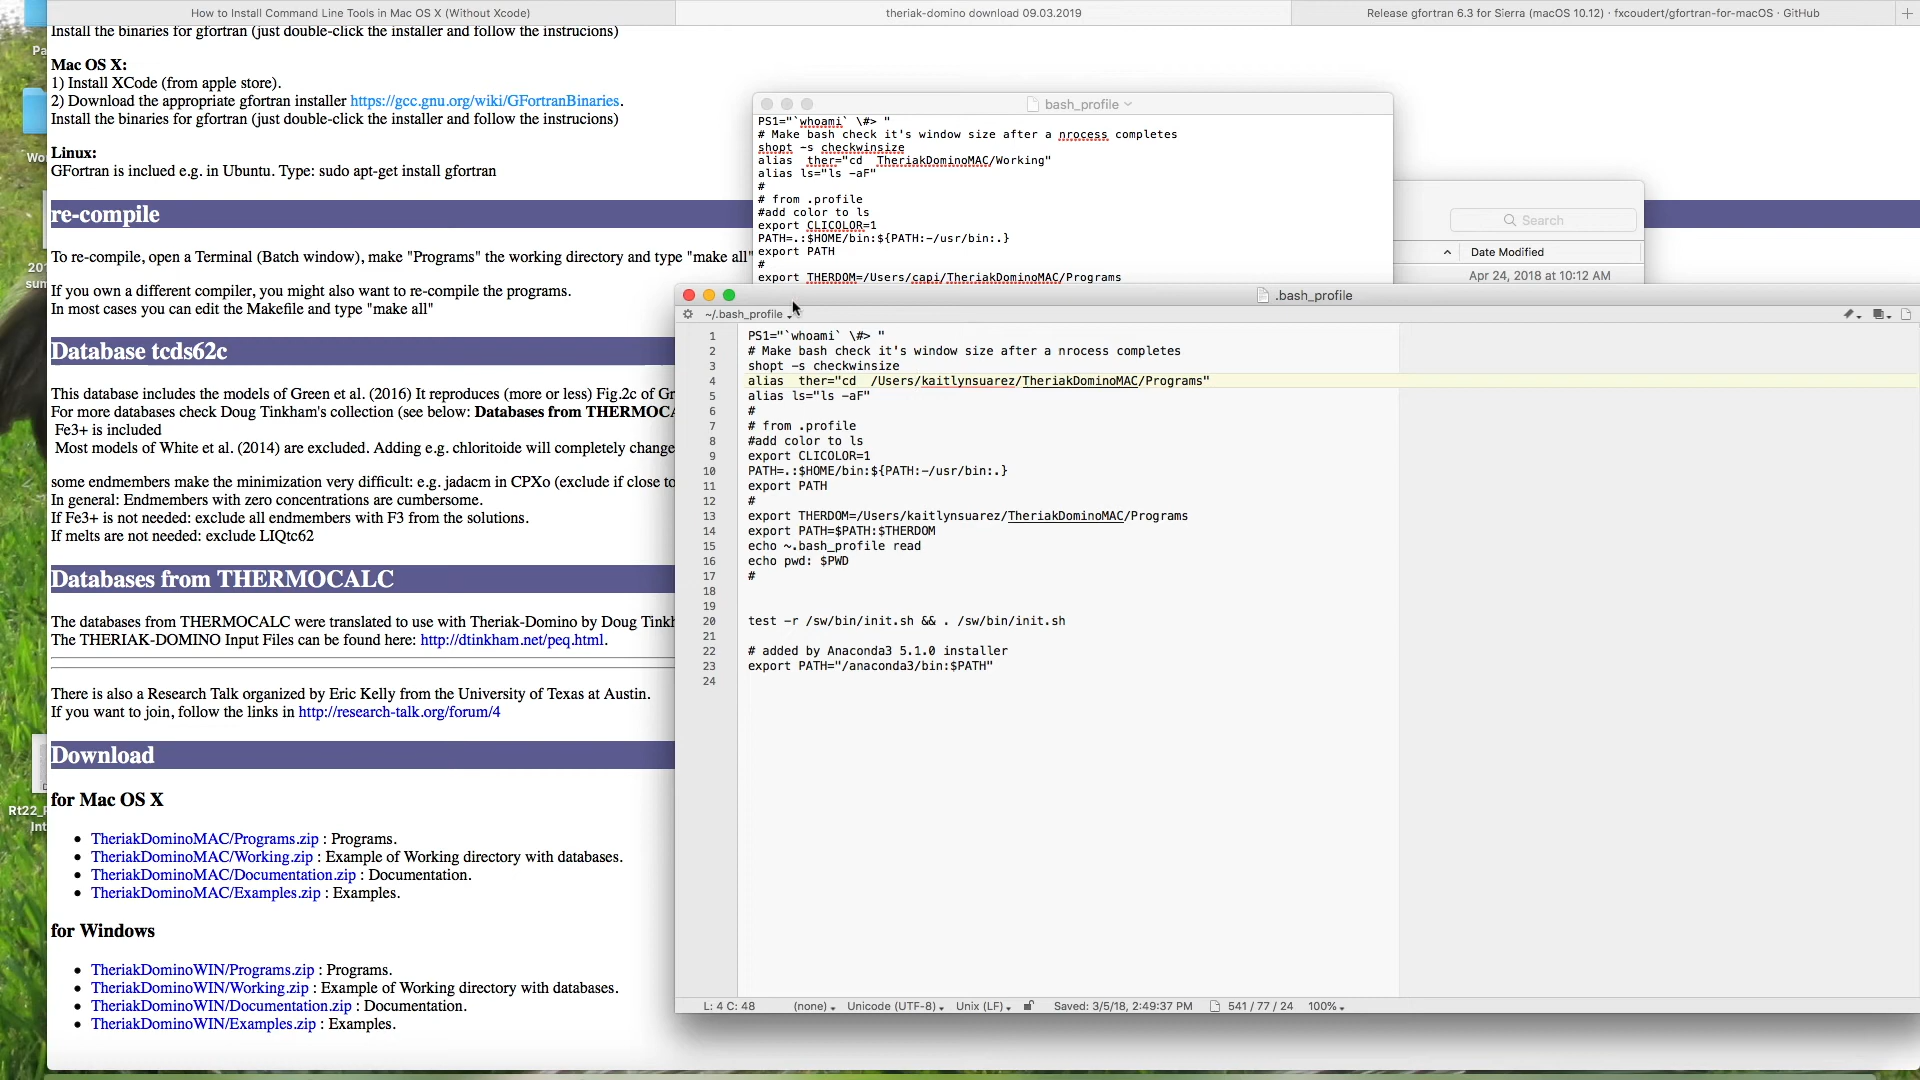 How to Install Command Line Tools in Mac OS X (Without Xcode)
theriak-domino download 09.03.2019
Release gfortran 6.3 for Sierra (macOS 10.12) · fxcoudert/gfortran-for-macOS · GitHub
Install the binaries for gfortran (just double-click the installer and follow the instrucions)
Mac OS X:
1) Install XCode (from apple store).
2) Download the appropriate gfortran installer https://gcc.gnu.org/wiki/GFortranBinaries.
Install the binaries for gfortran (just double-click the installer and follow the instrucions)
Linux:
GFortran is inclued e.g. in Ubuntu. Type: sudo apt-get install gfortran
re-compile
To re-compile, open a Terminal (Batch window), make "Programs" the working directory and type "make all"
If you own a different compiler, you might also want to re-compile the programs.
In most cases you can edit the Makefile and type "make all"
Database tcds62c
This database includes the models of Green et al. (2016) It reproduces (more or less) Fig.2c of Gr
For more databases check Doug Tinkham's collection (see below: Databases from THERMOCA
Fe3+ is included
Most models of White et al. (2014) are excluded. Adding e.g. chloritoide will completely change
some endmembers make the minimization very difficult: e.g. jadacm in CPXo (exclude if close to
In general: Endmembers with zero concentrations are cumbersome.
If Fe3+ is not needed: exclude all endmembers with F3 from the solutions.
If melts are not needed: exclude LIQtc62
Databases from THERMOCALC
The databases from THERMOCALC were translated to use with Theriak-Domino by Doug Tinkh
The THERIAK-DOMINO Input Files can be found here: http://dtinkham.net/peq.html.
There is also a Research Talk organized by Eric Kelly from the University of Texas at Austin.
If you want to join, follow the links in http://research-talk.org/forum/4
Download
for Mac OS X
• TheriakDominoMAC/Programs.zip : Programs.
• TheriakDominoMAC/Working.zip : Example of Working directory with databases.
• TheriakDominoMAC/Documentation.zip : Documentation.
• TheriakDominoMAC/Examples.zip : Examples.
for Windows
• TheriakDominoWIN/Programs.zip : Programs.
• TheriakDominoWIN/Working.zip : Example of Working directory with databases.
• TheriakDominoWIN/Documentation.zip : Documentation.
• TheriakDominoWIN/Examples.zip : Examples.
bash_profile
PS1="`whoami` \#> "
# Make bash check it's window size after a nrocess completes
shopt -s checkwinsize
alias  ther="cd  TheriakDominoMAC/Working"
alias ls="ls -aF"
#
# from .profile
#add color to ls
export CLICOLOR=1
PATH=.:$HOME/bin:${PATH:-/usr/bin:.}
export PATH
#
export THERDOM=/Users/capi/TheriakDominoMAC/Programs
Search
Date Modified
Apr 24, 2018 at 10:12 AM
.bash_profile
~/.bash_profile
1 PS1="`whoami` \#> "
2 # Make bash check it's window size after a nrocess completes
3 shopt -s checkwinsize
4 alias  ther="cd  /Users/kaitlynsuarez/TheriakDominoMAC/Programs"
5 alias ls="ls -aF"
6 #
7 # from .profile
8 #add color to ls
9 export CLICOLOR=1
10 PATH=.:$HOME/bin:${PATH:-/usr/bin:.}
11 export PATH
12 #
13 export THERDOM=/Users/kaitlynsuarez/TheriakDominoMAC/Programs
14 export PATH=$PATH:$THERDOM
15 echo ~.bash_profile read
16 echo pwd: $PWD
17 #
18
19
20 test -r /sw/bin/init.sh && . /sw/bin/init.sh
21
22 # added by Anaconda3 5.1.0 installer
23 export PATH="/anaconda3/bin:$PATH"
24
L: 4 C: 48 (none) Unicode (UTF-8) Unix (LF) Saved: 3/5/18, 2:49:37 PM 541 / 77 / 24 100%